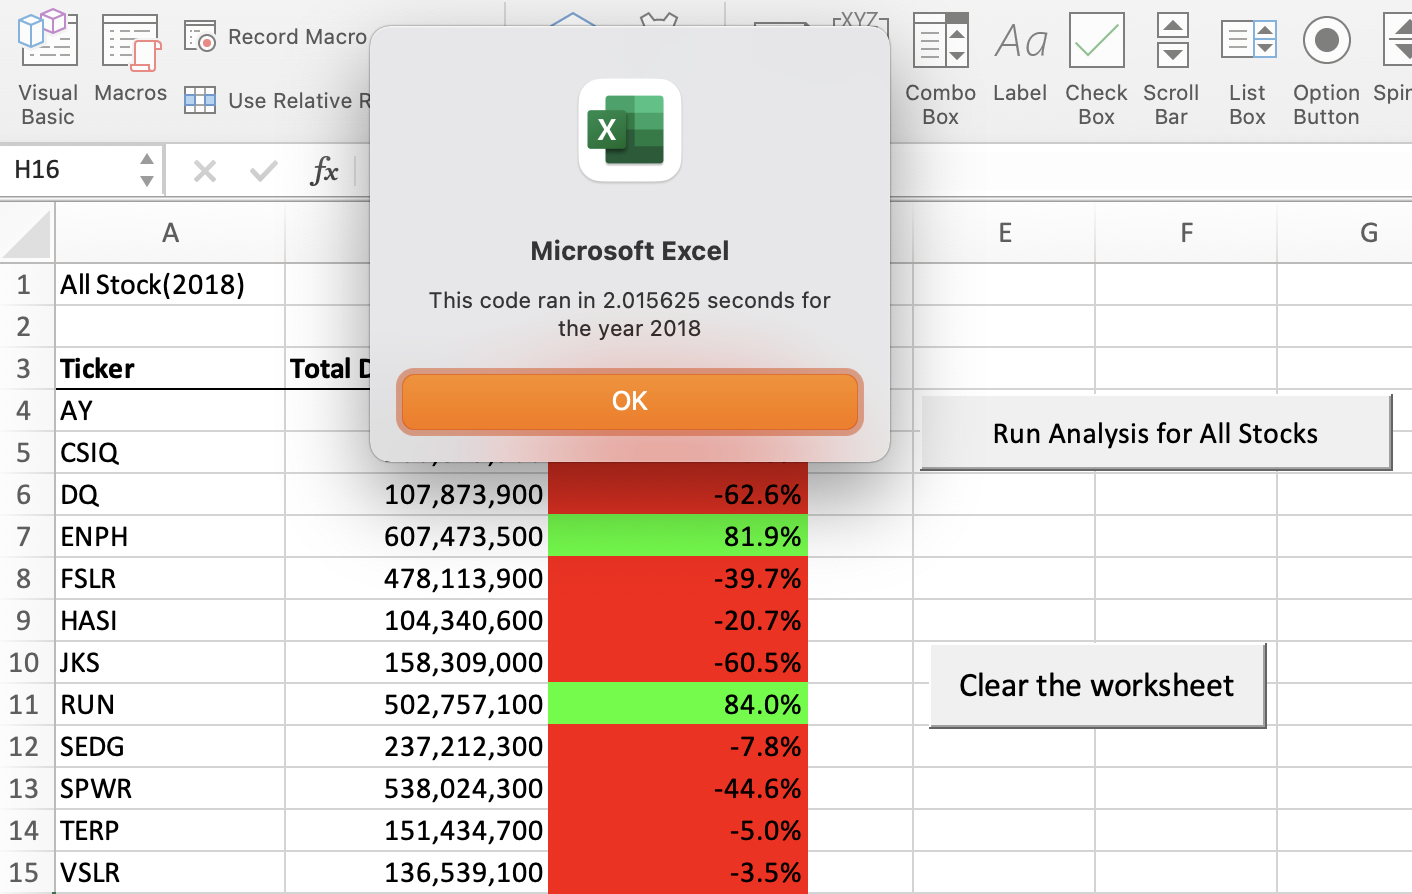 Visual Basic
Macros
Record Macro
Use Relative R
XYZ
Combo Box
Aa
Label
Check Box
Scroll Bar
List Box
Option Button
Spin
H16
fx
X
Microsoft Excel
This code ran in 2.015625 seconds for
the year 2018
OK
A E F G
1 All Stock(2018)
2
3 Ticker Total D
4 AY
5 CSIQ
6 DQ 107,873,900 -62.6%
7 ENPH 607,473,500 81.9%
8 FSLR 478,113,900 -39.7%
9 HASI 104,340,600 -20.7%
10 JKS 158,309,000 -60.5%
11 RUN 502,757,100 84.0%
12 SEDG 237,212,300 -7.8%
13 SPWR 538,024,300 -44.6%
14 TERP 151,434,700 -5.0%
15 VSLR 136,539,100 -3.5%
Run Analysis for All Stocks
Clear the worksheet